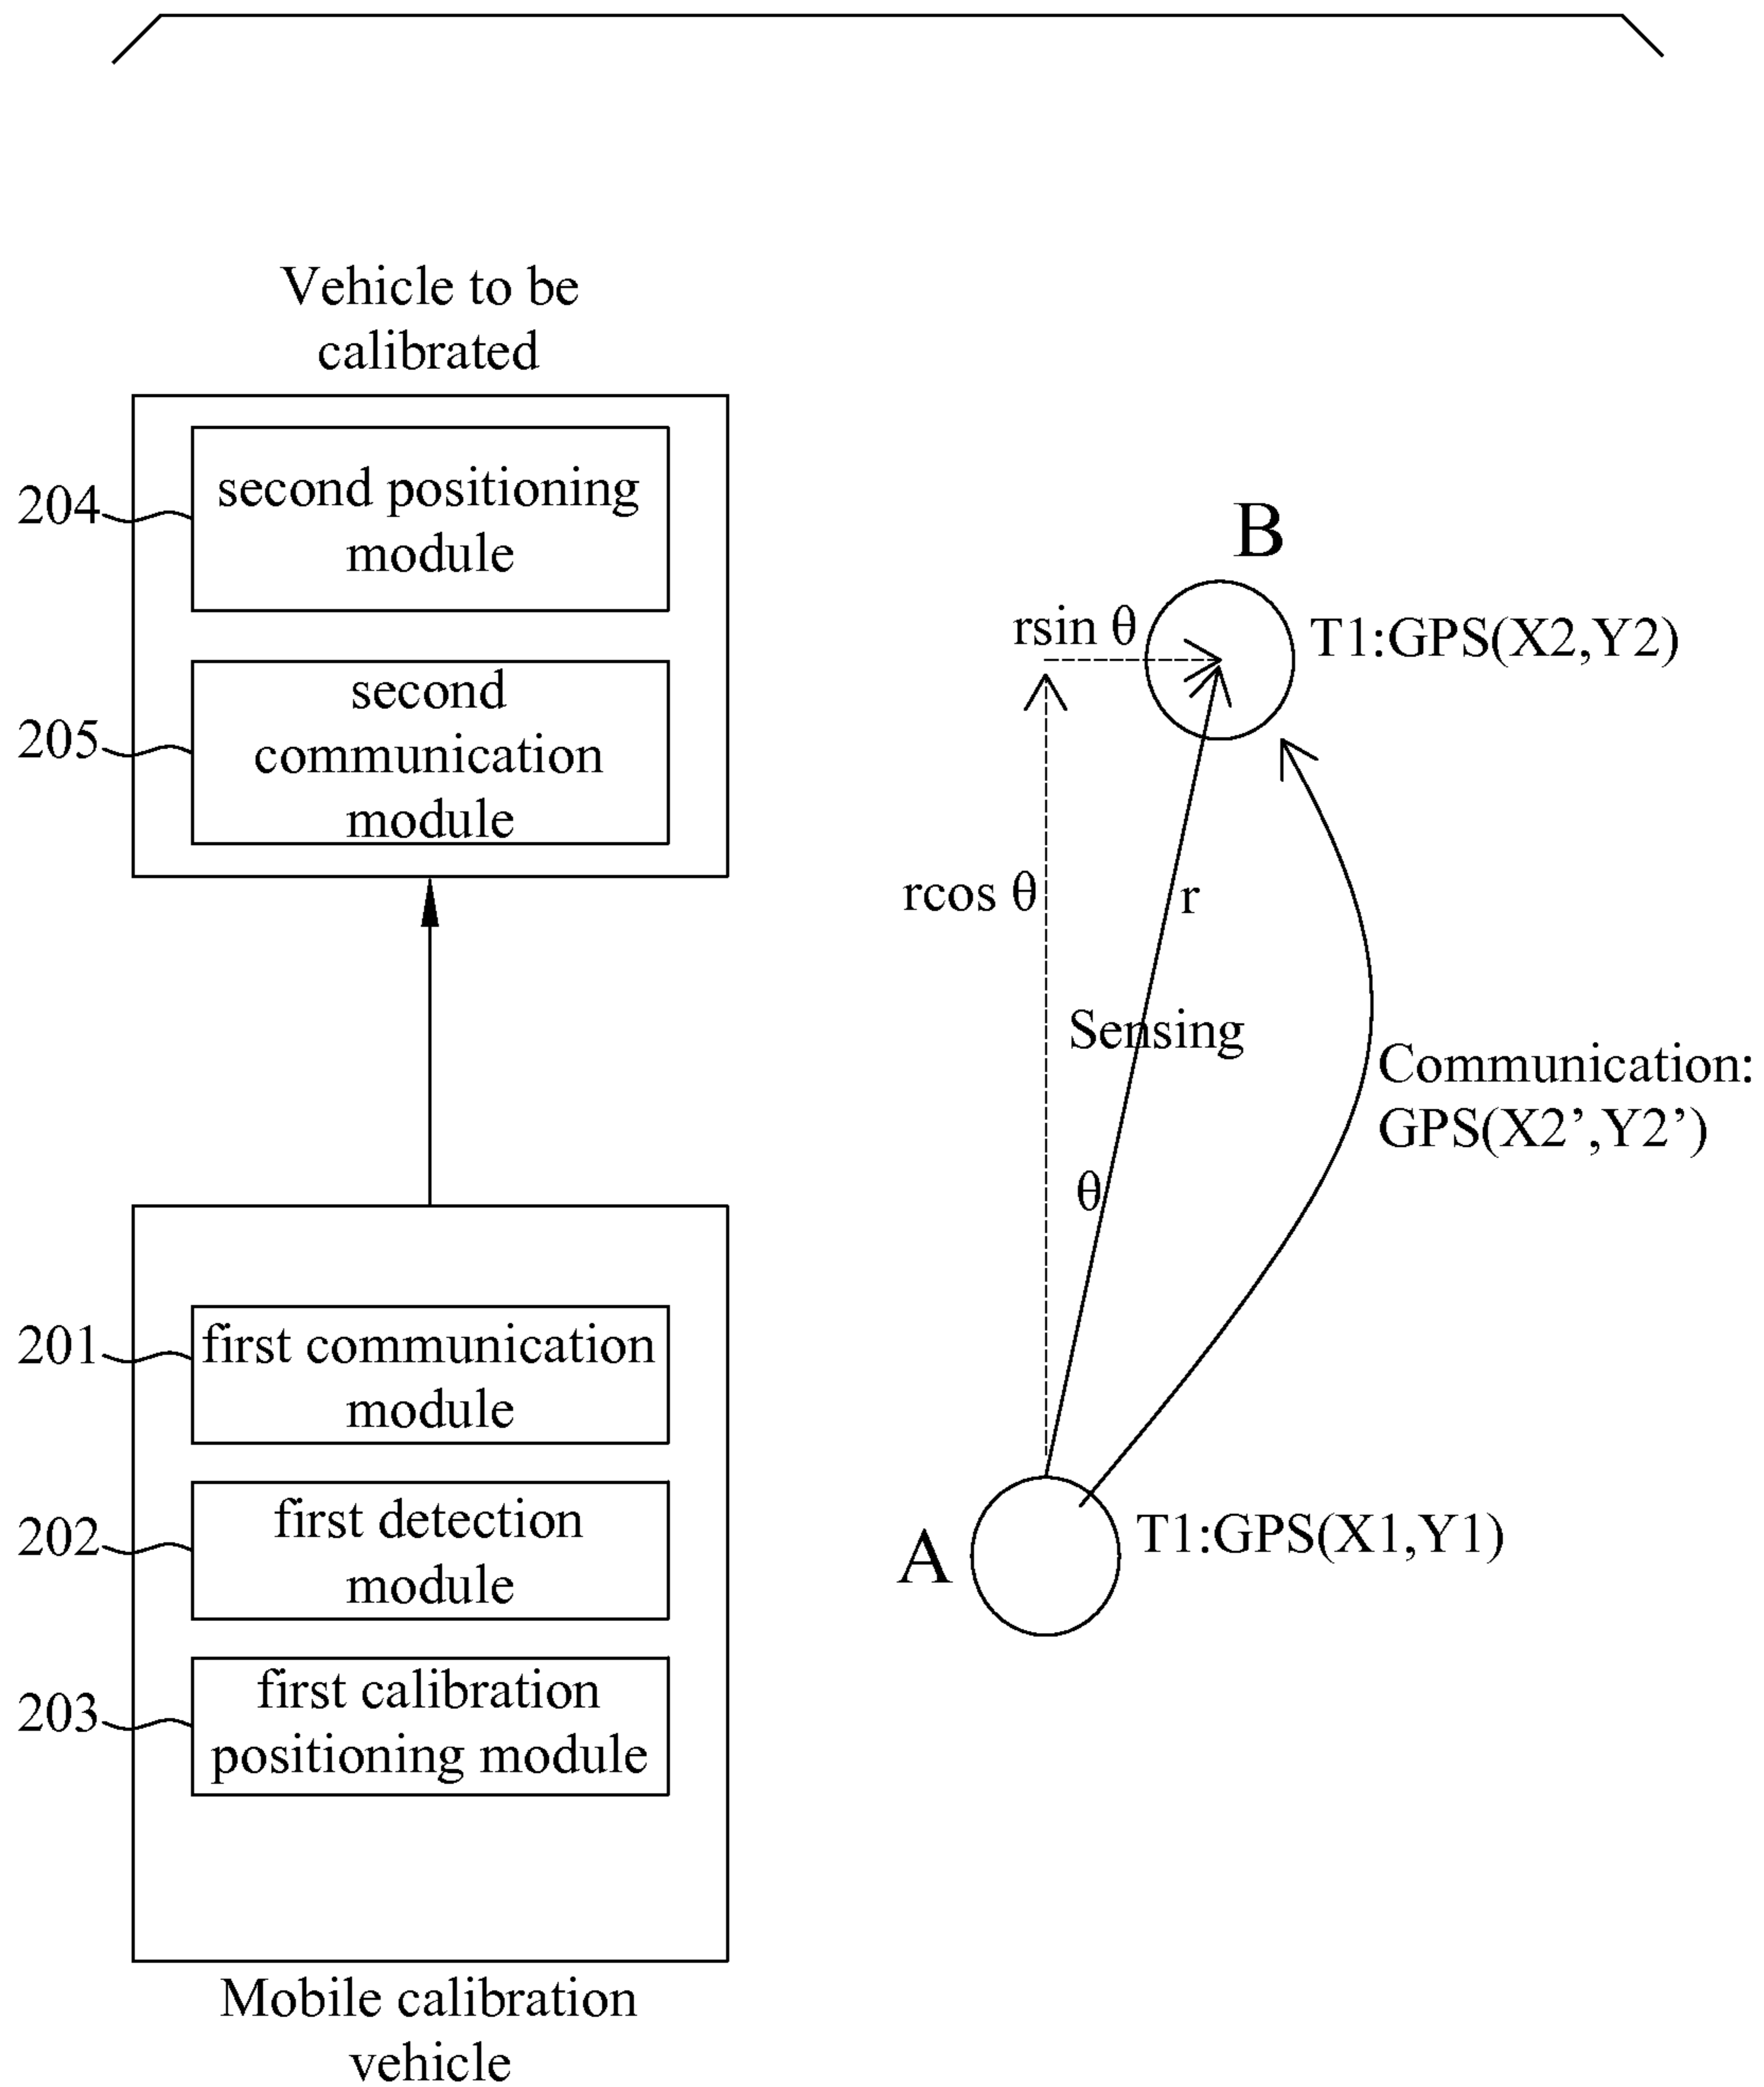 Vehicle to be
calibrated
204
second positioning
module
205
second
communication
module
201
first communication
module
202
first detection
module
203
first calibration
positioning module
Mobile calibration
vehicle
B
rsin θ
T1:GPS(X2,Y2)
rcos θ
r
Sensing
Communication:
GPS(X2’,Y2’)
θ
A
T1:GPS(X1,Y1)